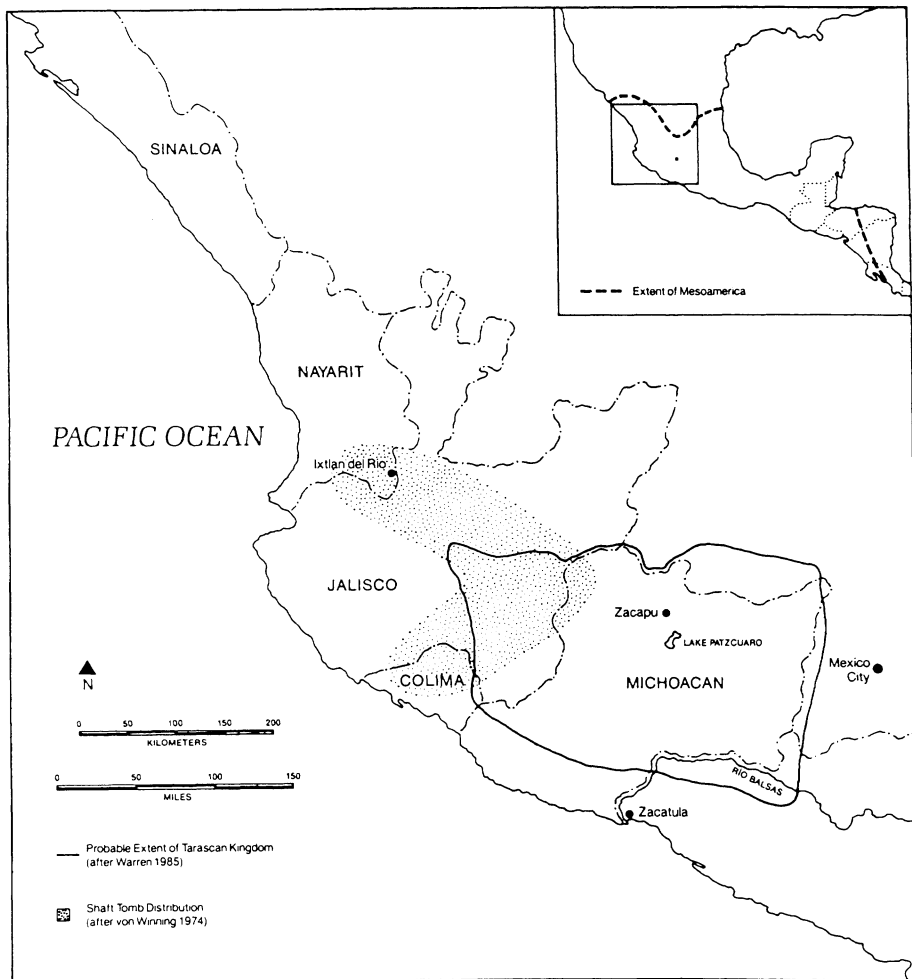 SINALOA
Extent of Mesoamerica
NAYARIT
PACIFIC OCEAN
Ixtlan del Rio
JALISCO
Zacapu
LAKE PATZCUARO
Mexico
City
COLIMA
MICHOACAN
N
0 50 100 150 200
KILOMETERS
RIO BALSAS
0 50 100 150
MILES
Zacatula
Probable Extent of Tarascan Kingdom
(after Warren 1985)
Shaft Tomb Distribution
(after von Winning 1974)